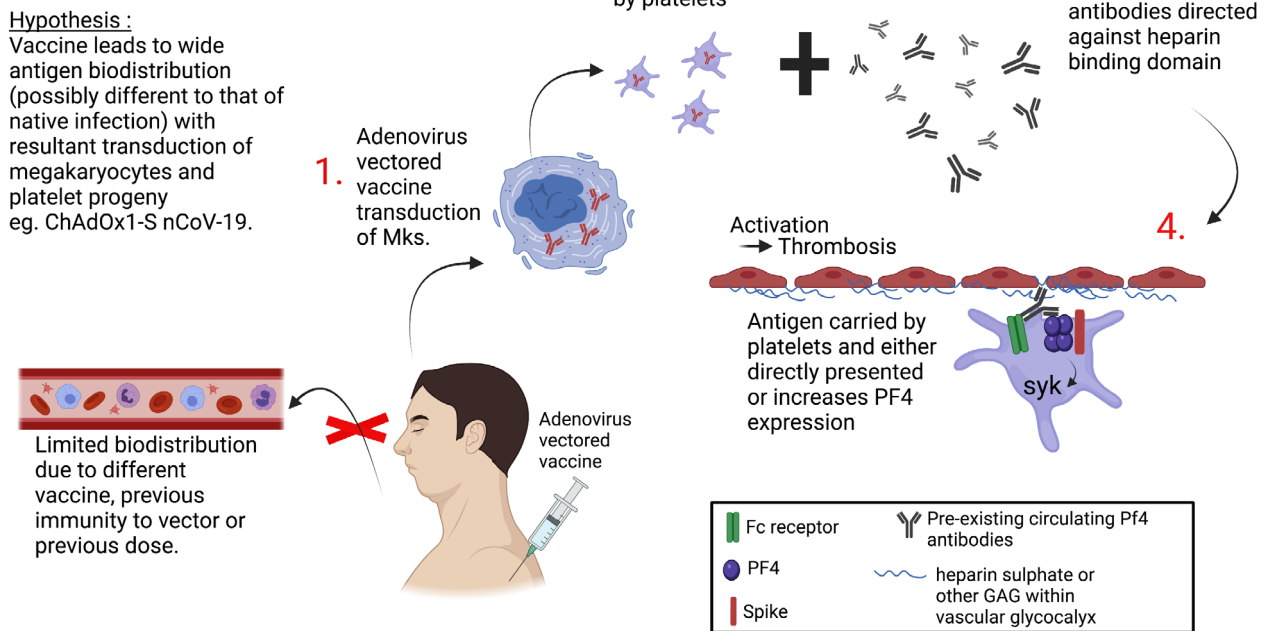 by platelets
Hypothesis :
Vaccine leads to wide
antigen biodistribution
(possibly different to that of
native infection) with
resultant transduction of
megakaryocytes and
platelet progeny
eg. ChAdOx1-S nCoV-19.
1.
Adenovirus
vectored
vaccine
transduction
of Mks.
antibodies directed
against heparin
binding domain
4.
Activation
Thrombosis
Antigen carried by
platelets and either
directly presented
or increases PF4
expression
syk
Adenovirus
vectored
vaccine
Limited biodistribution
due to different
vaccine, previous
immunity to vector or
previous dose.
Fc receptor
PF4
Spike
Pre-existing circulating Pf4
antibodies
heparin sulphate or
other GAG within
vascular glycocalyx